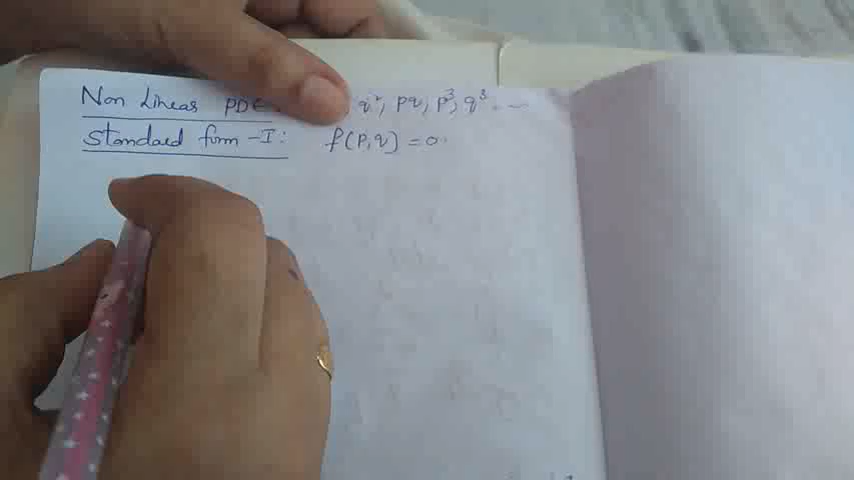 Non Linear PDE: q², pq, p³, q³ ....
Standard form -I: f(p,q) = 0.